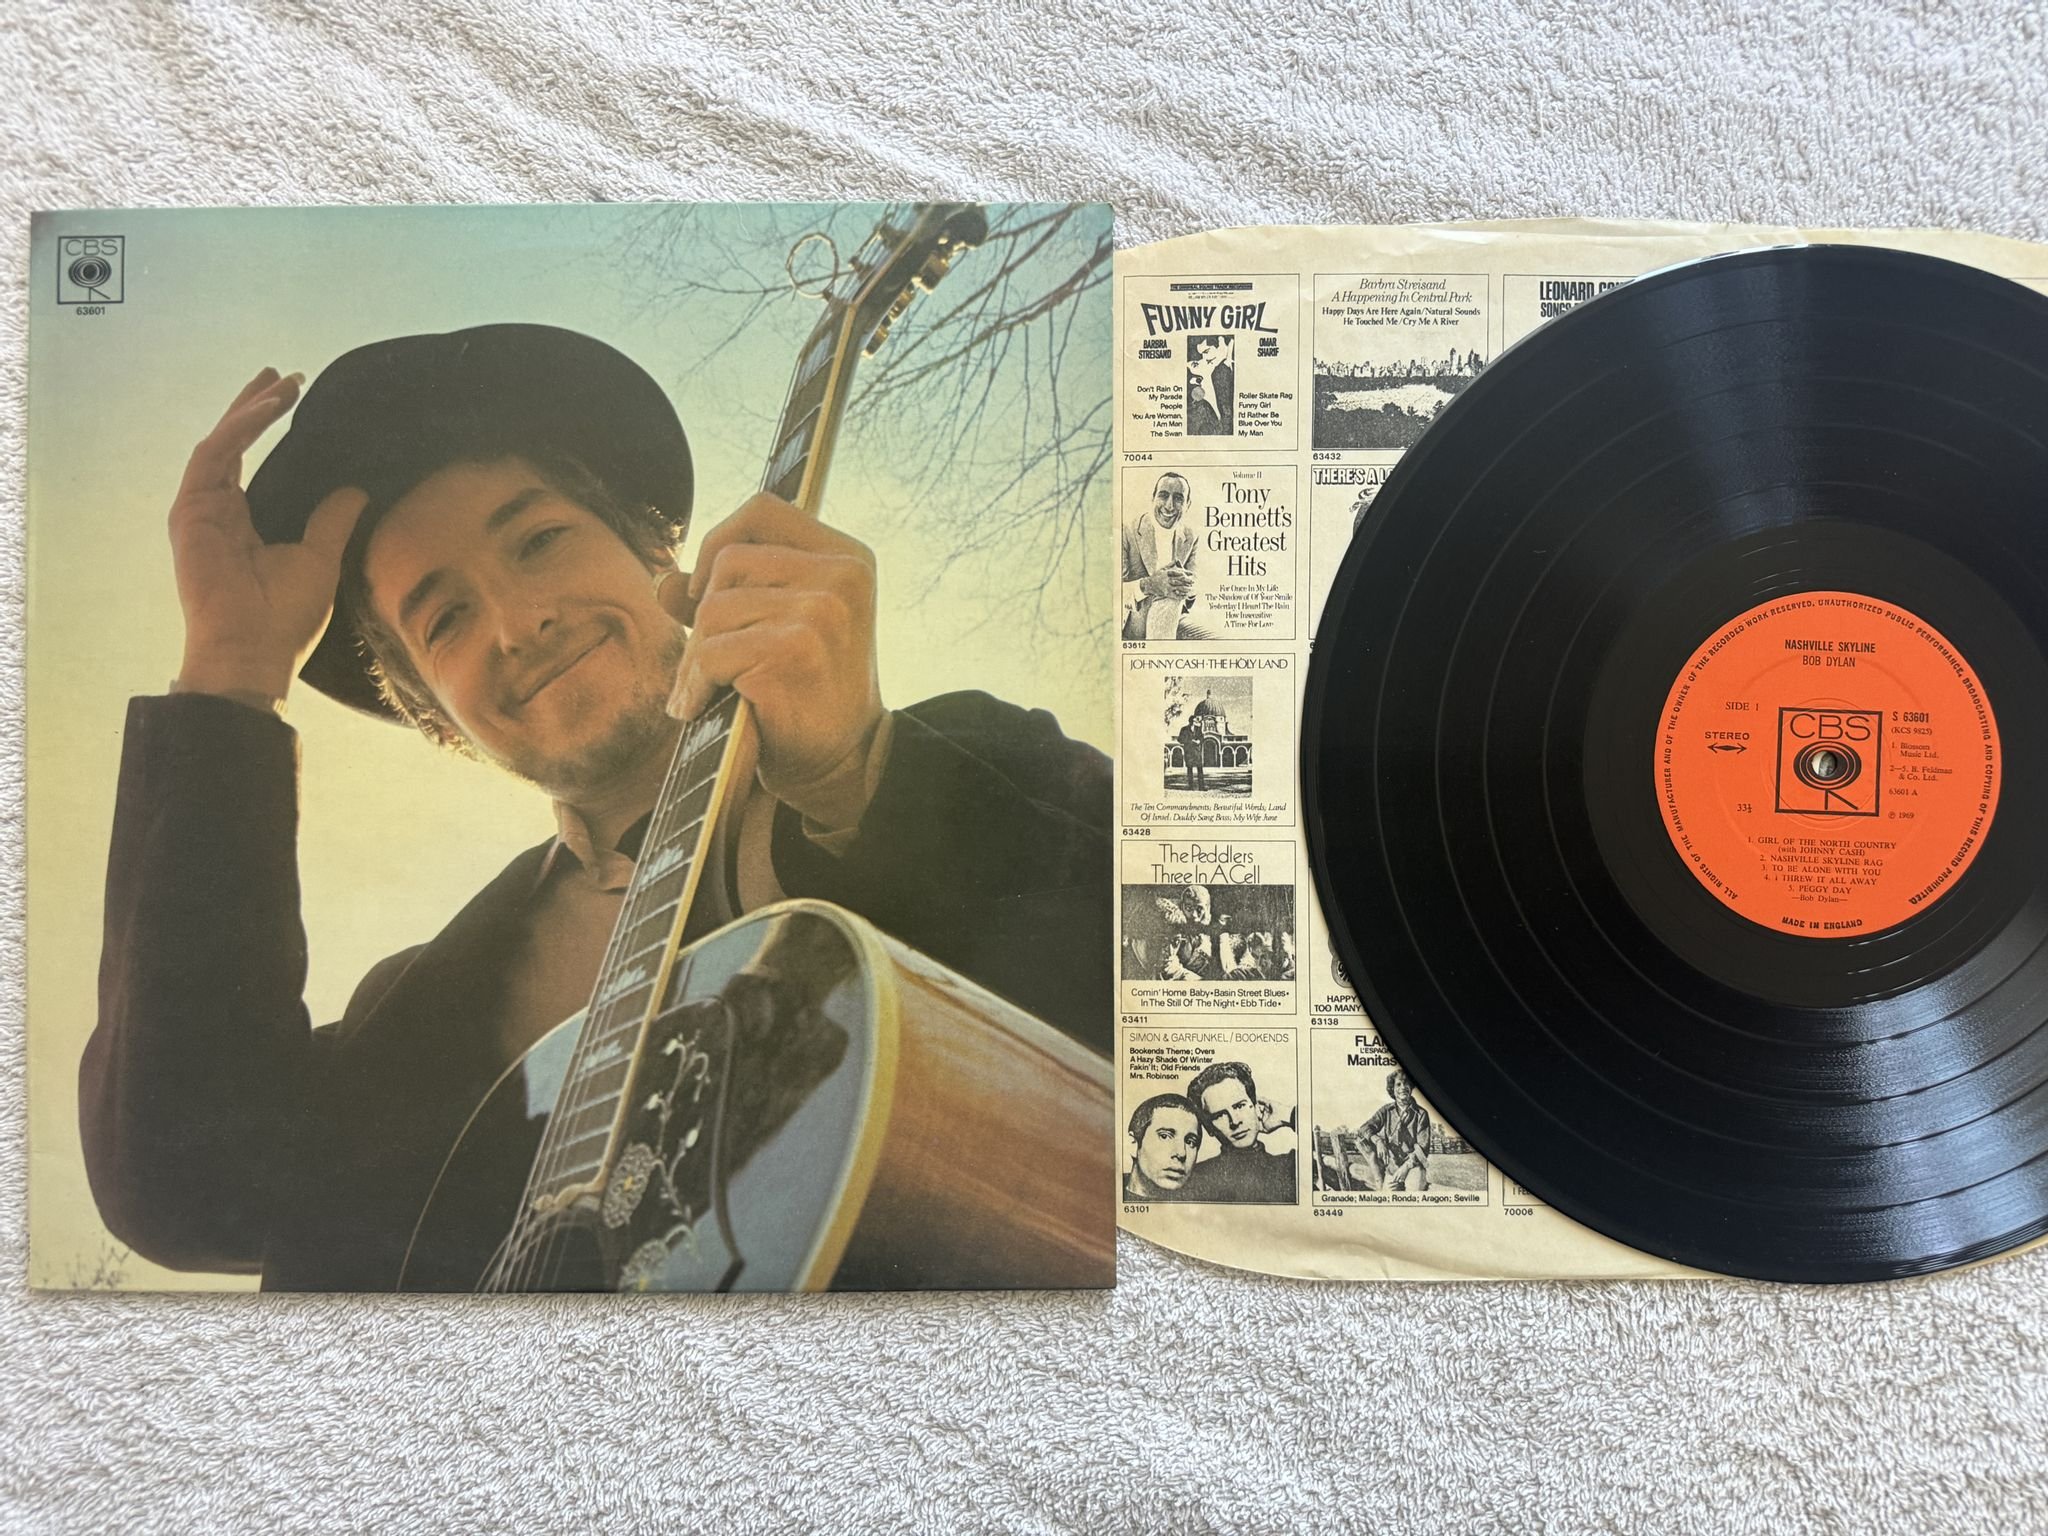 CBS
63601
THE ORIGINAL SOUND TRACK RECORDING
FUNNY GIRL
BARBRA STREISAND
OMAR SHARIF
Don't Rain On
My Parade
People
You Are Woman,
I Am Man
The Swan
Roller Skate Rag
Funny Girl
I'd Rather Be
Blue Over You
My Man
70044
Barbra Streisand
A Happening In Central Park
Happy Days Are Here Again/Natural Sounds
He Touched Me/Cry Me A River
63432
LEONARD
SONGS
Volume II
Tony
Bennett's
Greatest
Hits
For Once In My Life
The Shadow of Of Your Smile
Yesterday I Heard The Rain
How Insensitive
A Time For Love
63612
THERE'S A
JOHNNY CASH·THE HOLY LAND
The Ten Commandments; Beautiful Words; Land
Of Israel; Daddy Sang Bass; My Wife June
63428
The Peddlers
Three In A Cell
Comin' Home Baby•Basin Street Blues•
In The Still Of The Night•Ebb Tide•
63411
HAPPY
TOO MANY
63138
SIMON & GARFUNKEL/BOOKENDS
Bookends Theme; Overs
A Hazy Shade Of Winter
Fakin' It; Old Friends
Mrs. Robinson
63101
Manitas
Granade; Malaga; Ronda; Aragon; Seville
63449
70006
ALL RIGHTS OF THE MANUFACTURER AND OF THE OWNER OF THE RECORDED WORK RESERVED. UNAUTHORIZED PUBLIC PERFORMANCE, BROADCASTING AND COPYING OF THIS RECORD PROHIBITED.
NASHVILLE SKYLINE
BOB DYLAN
SIDE 1
STEREO
33⅓
CBS
S 63601
(KCS 9825)
1. Blossom
Music Ltd.
2—5. B. Feldman
& Co. Ltd.
63601 A
℗ 1969
1. GIRL OF THE NORTH COUNTRY
(with JOHNNY CASH)
2. NASHVILLE SKYLINE RAG
3. TO BE ALONE WITH YOU
4. I THREW IT ALL AWAY
5. PEGGY DAY
—Bob Dylan—
MADE IN ENGLAND